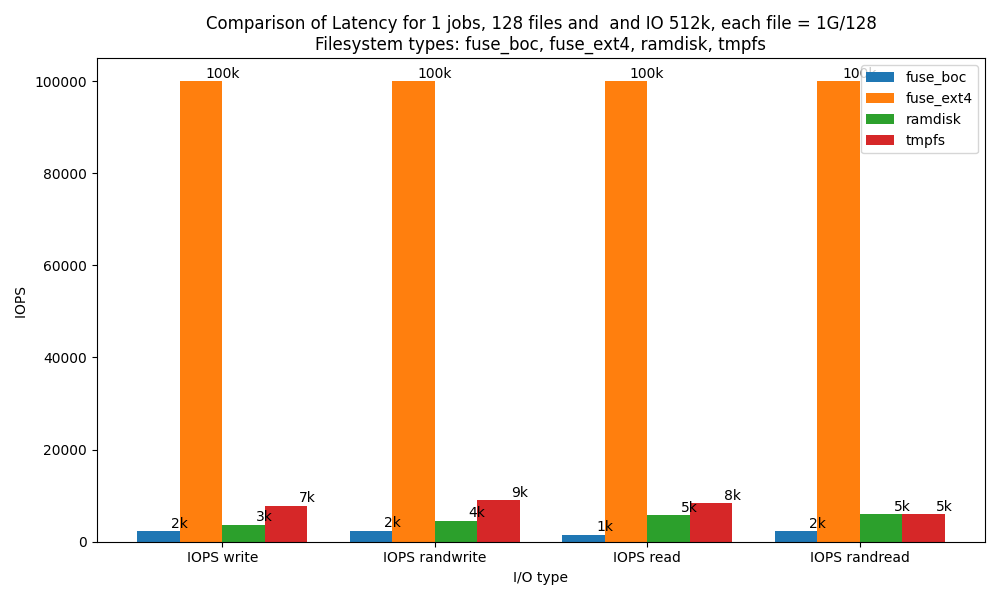 Comparison of Latency for 1 jobs, 128 files and  and IO 512k, each file = 1G/128
Filesystem types: fuse_boc, fuse_ext4, ramdisk, tmpfs
100k
100k
100k
100k
fuse_boc
fuse_ext4
ramdisk
tmpfs
IOPS
100000
80000
60000
40000
20000
0
2k
3k
7k
2k
4k
9k
1k
5k
8k
2k
5k
5k
IOPS write
IOPS randwrite
IOPS read
IOPS randread
I/O type